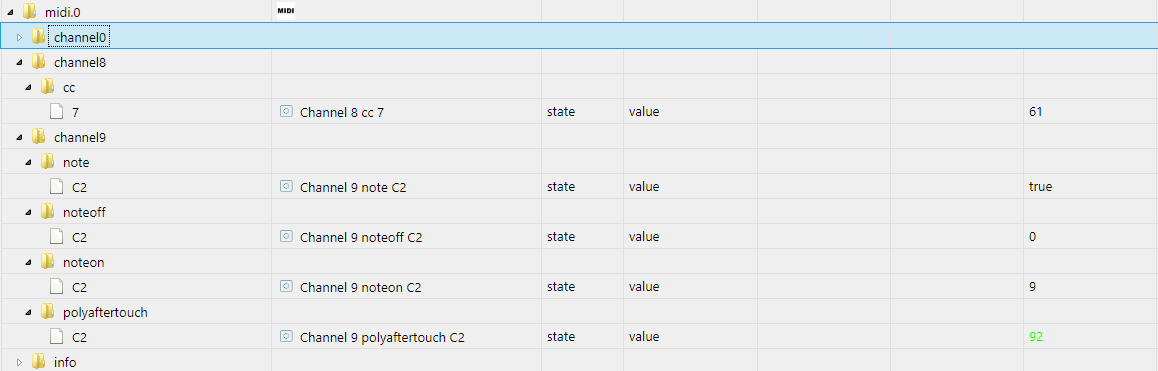 midi.0 MIDI
channel0
channel8
cc
7 Channel 8 cc 7 state value 61
channel9
note
C2 Channel 9 note C2 state value true
noteoff
C2 Channel 9 noteoff C2 state value 0
noteon
C2 Channel 9 noteon C2 state value 9
polyaftertouch
C2 Channel 9 polyaftertouch C2 state value 92
info